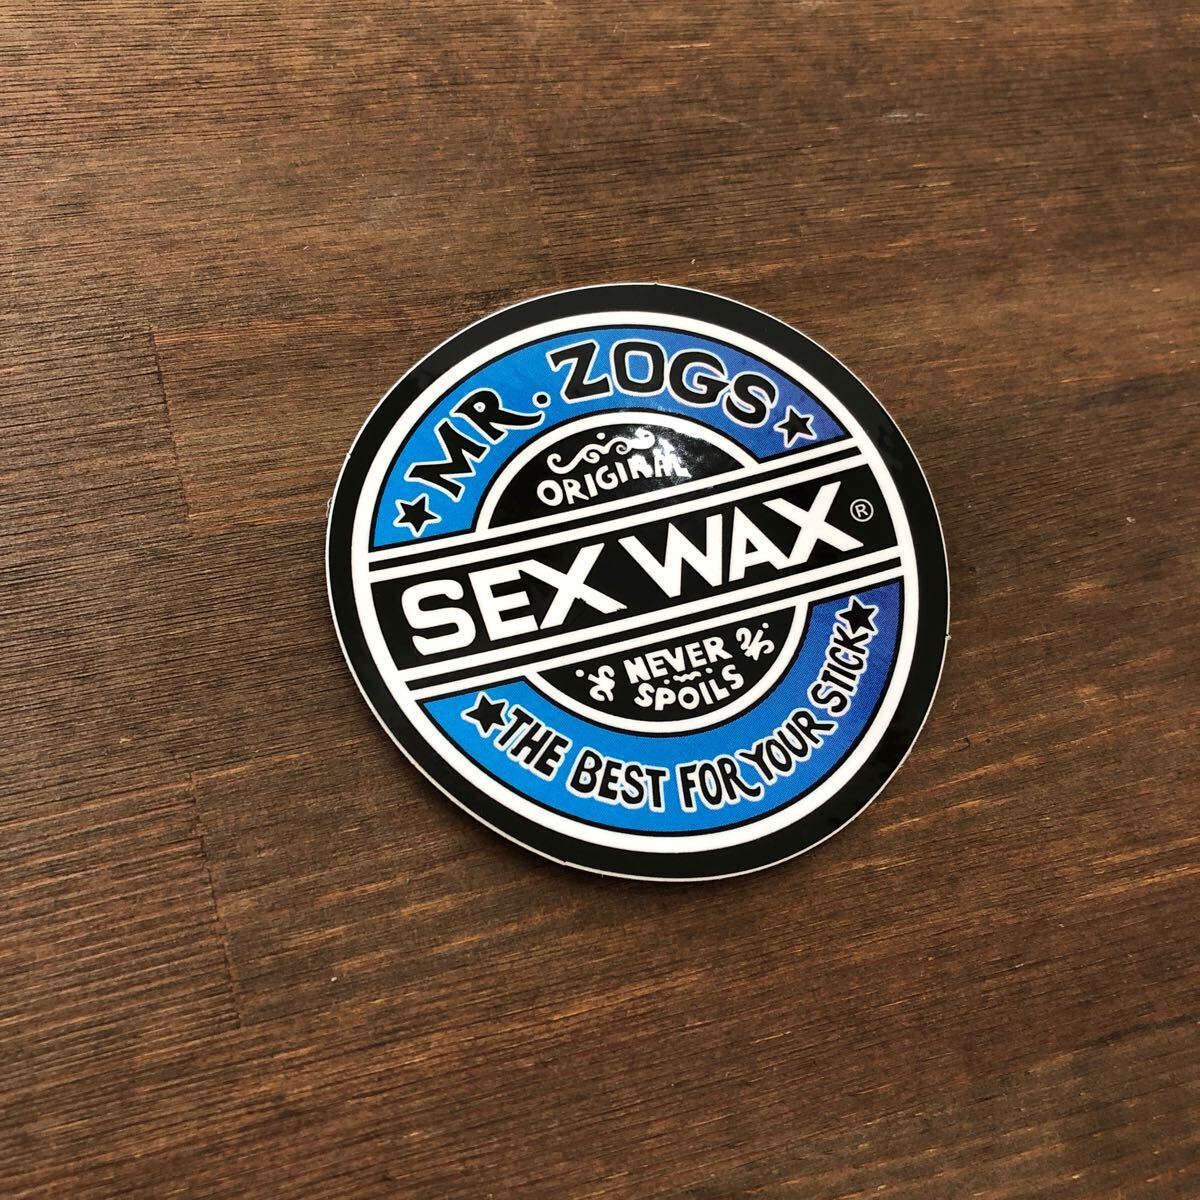 MR. ZOGS
ORIGINAL
SEX WAX ®
NEVER
SPOILS
THE BEST FOR YOUR STICK